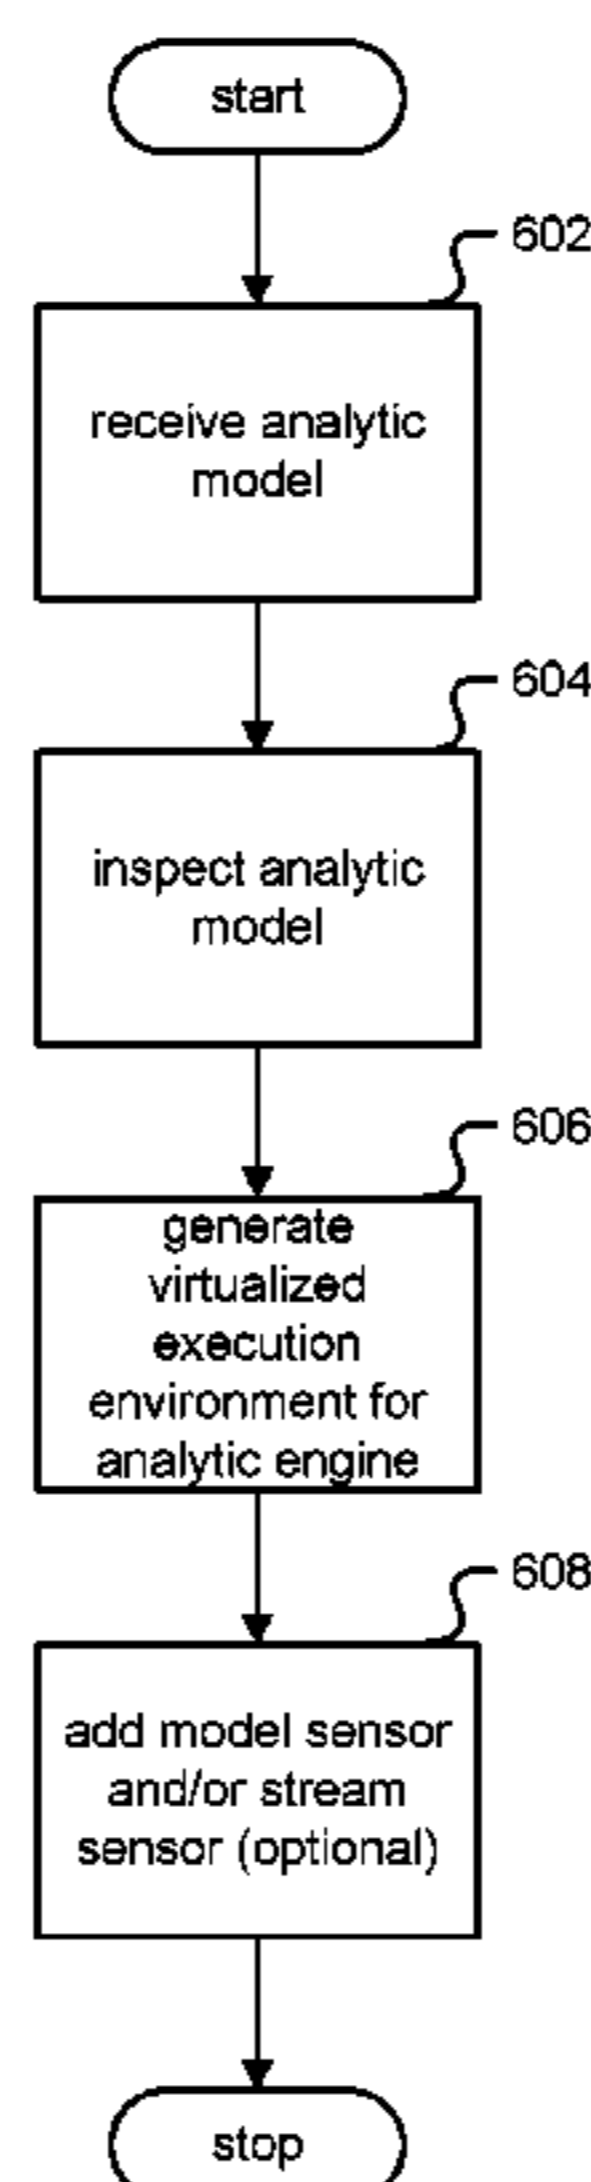 start
602
receive analytic
model
604
inspect analytic
model
606
generate
virtualized
execution
environment for
analytic engine
608
add model sensor
and/or stream
sensor (optional)
stop